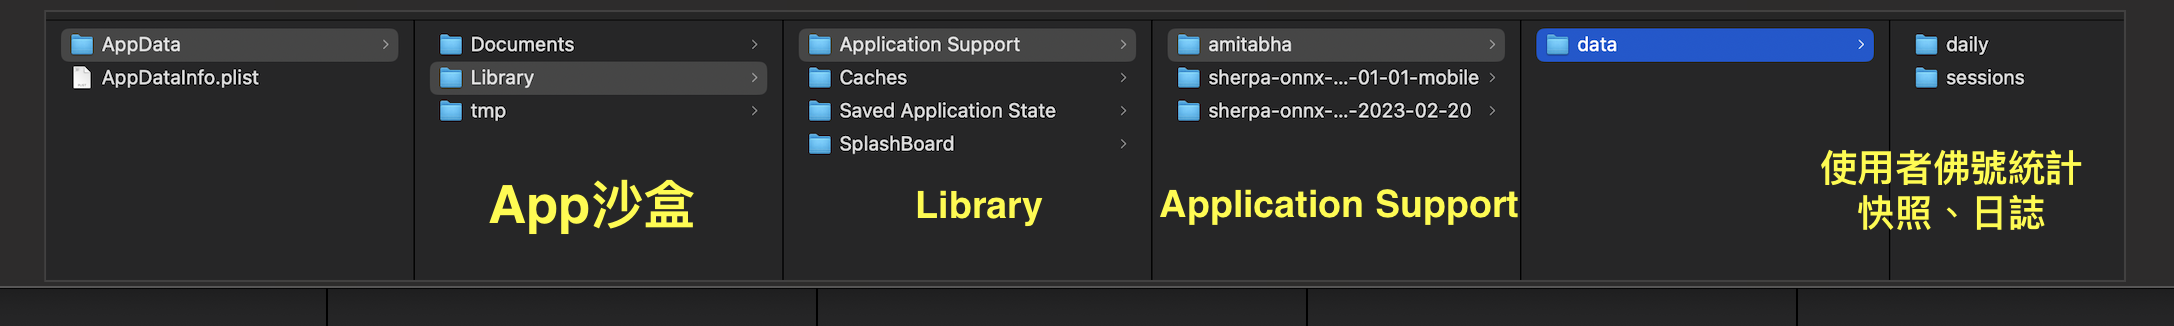 AppData
AppDataInfo.plist
Documents
Library
tmp
Application Support
Caches
Saved Application State
SplashBoard
amitabha
sherpa-onnx-...-01-01-mobile
sherpa-onnx-...-2023-02-20
data
daily
sessions
App沙盒
Library
Application Support
使用者佛號統計
快照、日誌